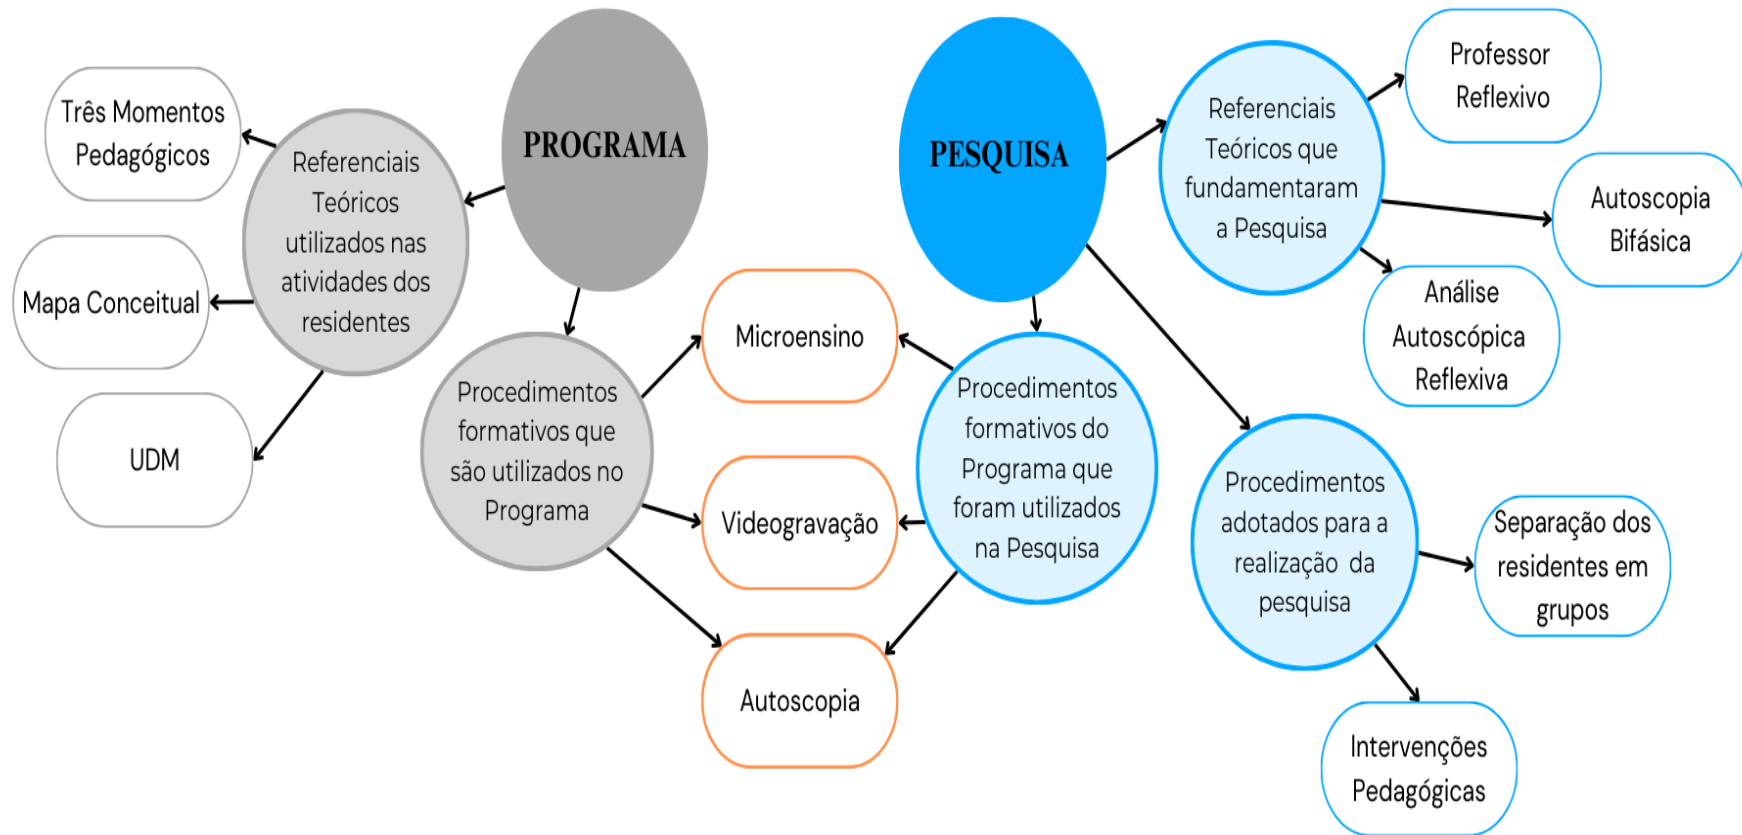 PROGRAMA
Referenciais
Teóricos
utilizados nas
atividades dos
residentes
Três Momentos
Pedagógicos
Mapa Conceitual
UDM
Procedimentos
formativos que
são utilizados no
Programa
Microensino
Videogravação
Autoscopia
PESQUISA
Procedimentos
formativos do
Programa que
foram utilizados
na Pesquisa
Referenciais
Teóricos que
fundamentaram
a Pesquisa
Professor
Reflexivo
Autoscopia
Bifásica
Análise
Autoscópica
Reflexiva
Procedimentos
adotados para a
realização da
pesquisa
Separação dos
residentes em
grupos
Intervenções
Pedagógicas